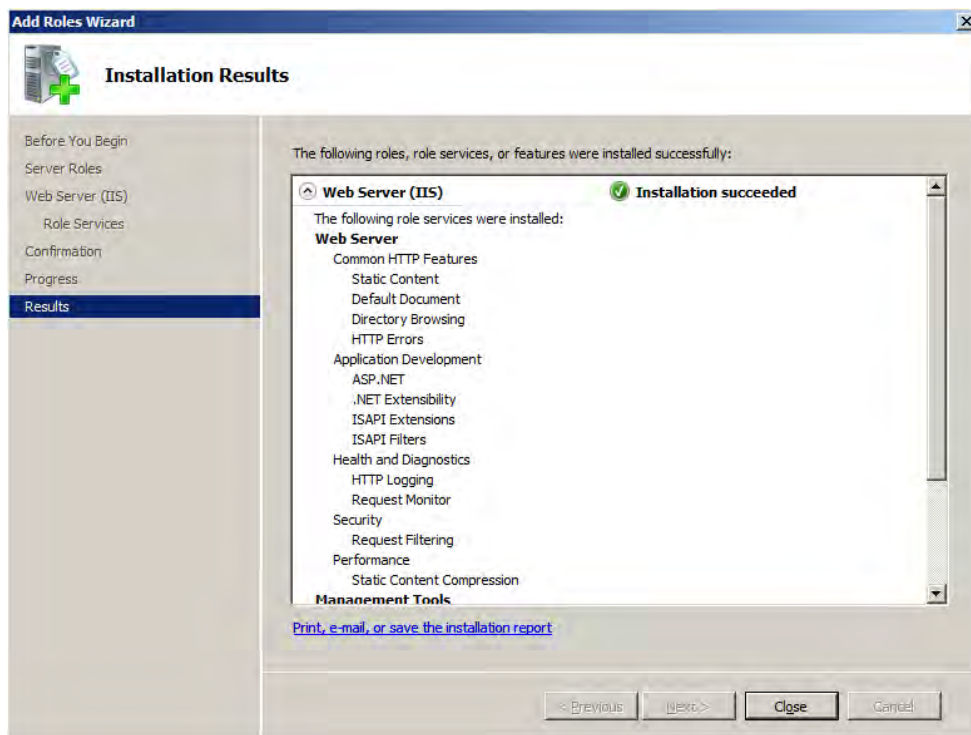 Add Roles Wizard
Installation Results
Before You Begin
Server Roles
Web Server (IIS)
Role Services
Confirmation
Progress
Results
The following roles, role services, or features were installed successfully:
Web Server (IIS) Installation succeeded
The following role services were installed:
Web Server
Common HTTP Features
Static Content
Default Document
Directory Browsing
HTTP Errors
Application Development
ASP.NET
.NET Extensibility
ISAPI Extensions
ISAPI Filters
Health and Diagnostics
HTTP Logging
Request Monitor
Security
Request Filtering
Performance
Static Content Compression
Management Tools
Print, e-mail, or save the installation report
< Previous Next > Close Cancel